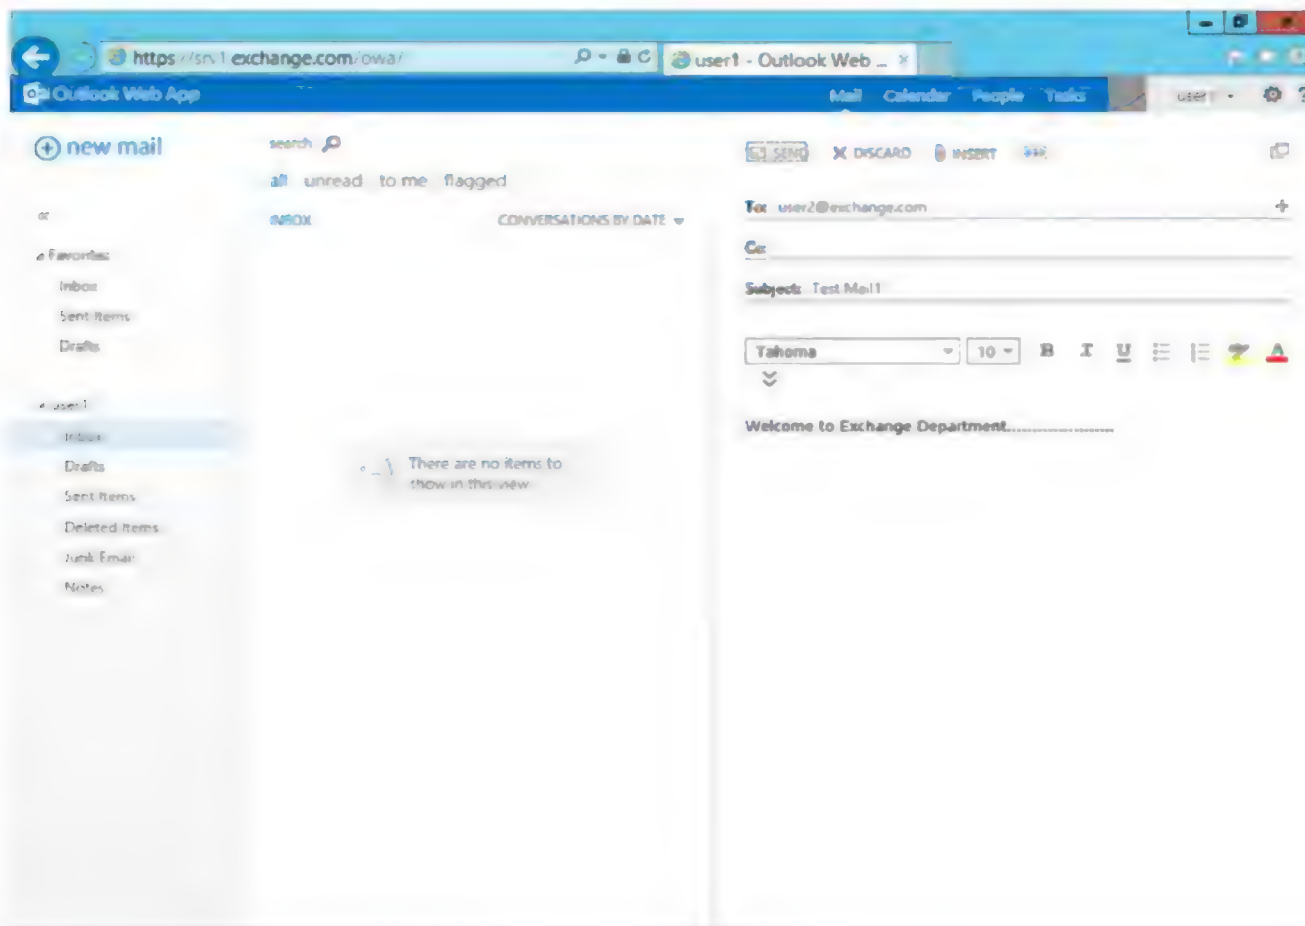 https://srv1.exchange.com/owa/
user1 - Outlook Web ...
Outlook Web App
Mail Calendar People Tasks
user1
?
new mail
search
all unread to me flagged
INBOX CONVERSATIONS BY DATE
Favorites
Inbox
Sent Items
Drafts
user1
Inbox
Drafts
Sent Items
Deleted Items
Junk Email
Notes
There are no items to
show in this view
SEND DISCARD INSERT
To: user2@exchange.com
Cc:
Subject: Test Mail1
Tahoma 10 B I U A
Welcome to Exchange Department......................